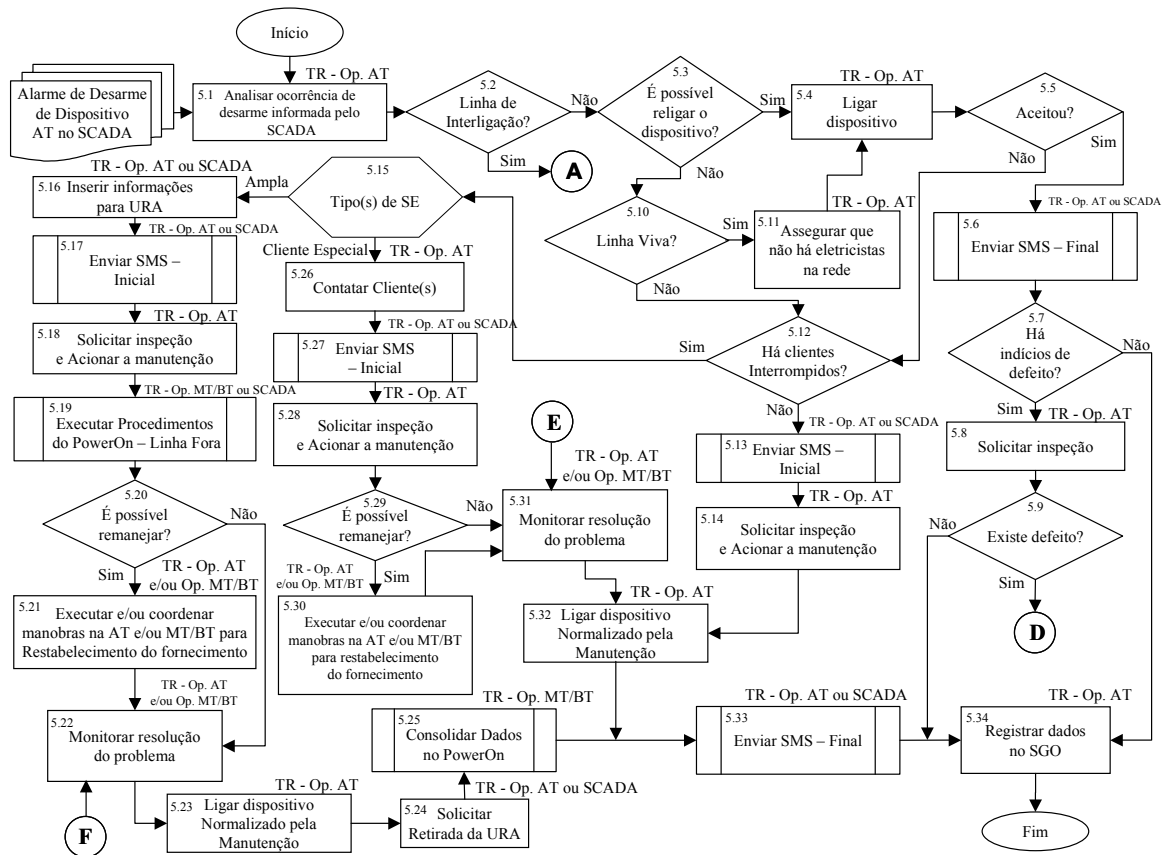 Início
TR - Op. AT
Alarme de Desarme
de Dispositivo
AT no SCADA
5.1
Analisar ocorrência de
desarme informada pelo
SCADA
5.2
Linha de
Interligação?
Não
Sim
A
5.3
É possível
religar o
dispositivo?
Sim
Não
TR - Op. AT
5.4
Ligar
dispositivo
5.5
Aceitou?
Não
Sim
5.10
Linha Viva?
Sim
Não
TR - Op. AT
5.11
Assegurar que
não há eletricistas
na rede
TR - Op. AT ou SCADA
5.6
Enviar SMS – Final
5.7
Há
indícios de
defeito?
Não
Sim
TR - Op. AT
5.8
Solicitar inspeção
5.9
Existe defeito?
Não
Sim
D
5.12
Há clientes
Interrompidos?
Sim
Não
TR - Op. AT ou SCADA
5.13
Enviar SMS –
Inicial
TR - Op. AT
5.14
Solicitar inspeção
e Acionar a manutenção
5.15
Tipo(s) de SE
Ampla
Cliente Especial
TR - Op. AT ou SCADA
5.16
Inserir informações
para URA
TR - Op. AT ou SCADA
5.17
Enviar SMS –
Inicial
TR - Op. AT
5.18
Solicitar inspeção
e Acionar a manutenção
TR - Op. MT/BT ou SCADA
5.19
Executar Procedimentos
do PowerOn – Linha Fora
5.20
É possível
remanejar?
Não
Sim
TR - Op. AT
e/ou Op. MT/BT
5.21
Executar e/ou coordenar
manobras na AT e/ou MT/BT para
Restabelecimento do fornecimento
TR - Op. AT
e/ou Op. MT/BT
5.22
Monitorar resolução
do problema
F
TR - Op. AT
5.23
Ligar dispositivo
Normalizado pela
Manutenção
TR - Op. AT ou SCADA
5.24
Solicitar
Retirada da URA
TR - Op. MT/BT
5.25
Consolidar Dados
no PowerOn
TR - Op. AT
5.26
Contatar Cliente(s)
TR - Op. AT ou SCADA
5.27
Enviar SMS
– Inicial
TR - Op. AT
5.28
Solicitar inspeção
e Acionar a manutenção
5.29
É possível
remanejar?
Não
Sim
TR - Op. AT
e/ou Op. MT/BT
5.30
Executar e/ou coordenar
manobras na AT e/ou MT/BT
para restabelecimento
do fornecimento
E
TR - Op. AT
e/ou Op. MT/BT
5.31
Monitorar resolução
do problema
TR - Op. AT
5.32
Ligar dispositivo
Normalizado pela
Manutenção
TR - Op. AT ou SCADA
5.33
Enviar SMS – Final
TR - Op. AT
5.34
Registrar dados
no SGO
Fim